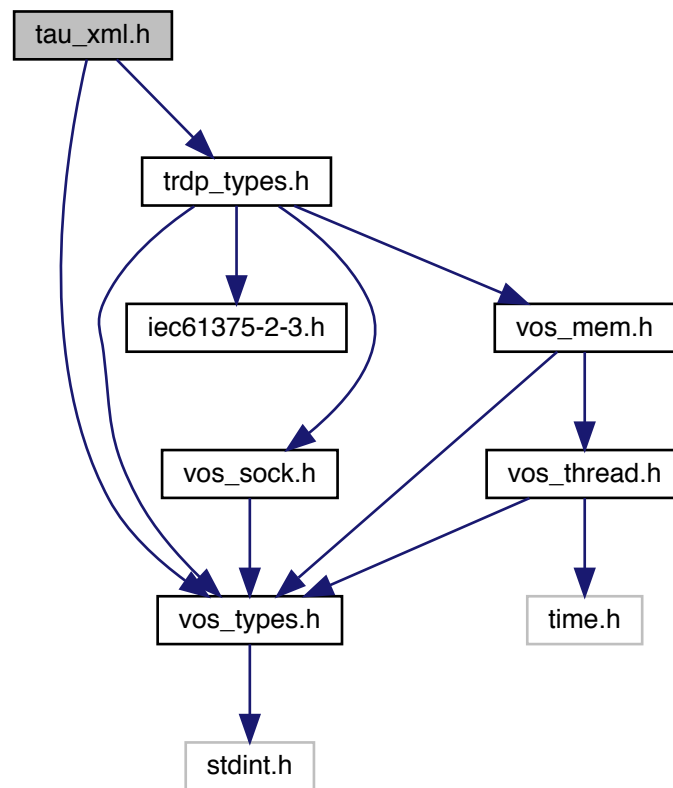 tau_xml.h
trdp_types.h
iec61375-2-3.h
vos_mem.h
vos_sock.h
vos_thread.h
vos_types.h
time.h
stdint.h